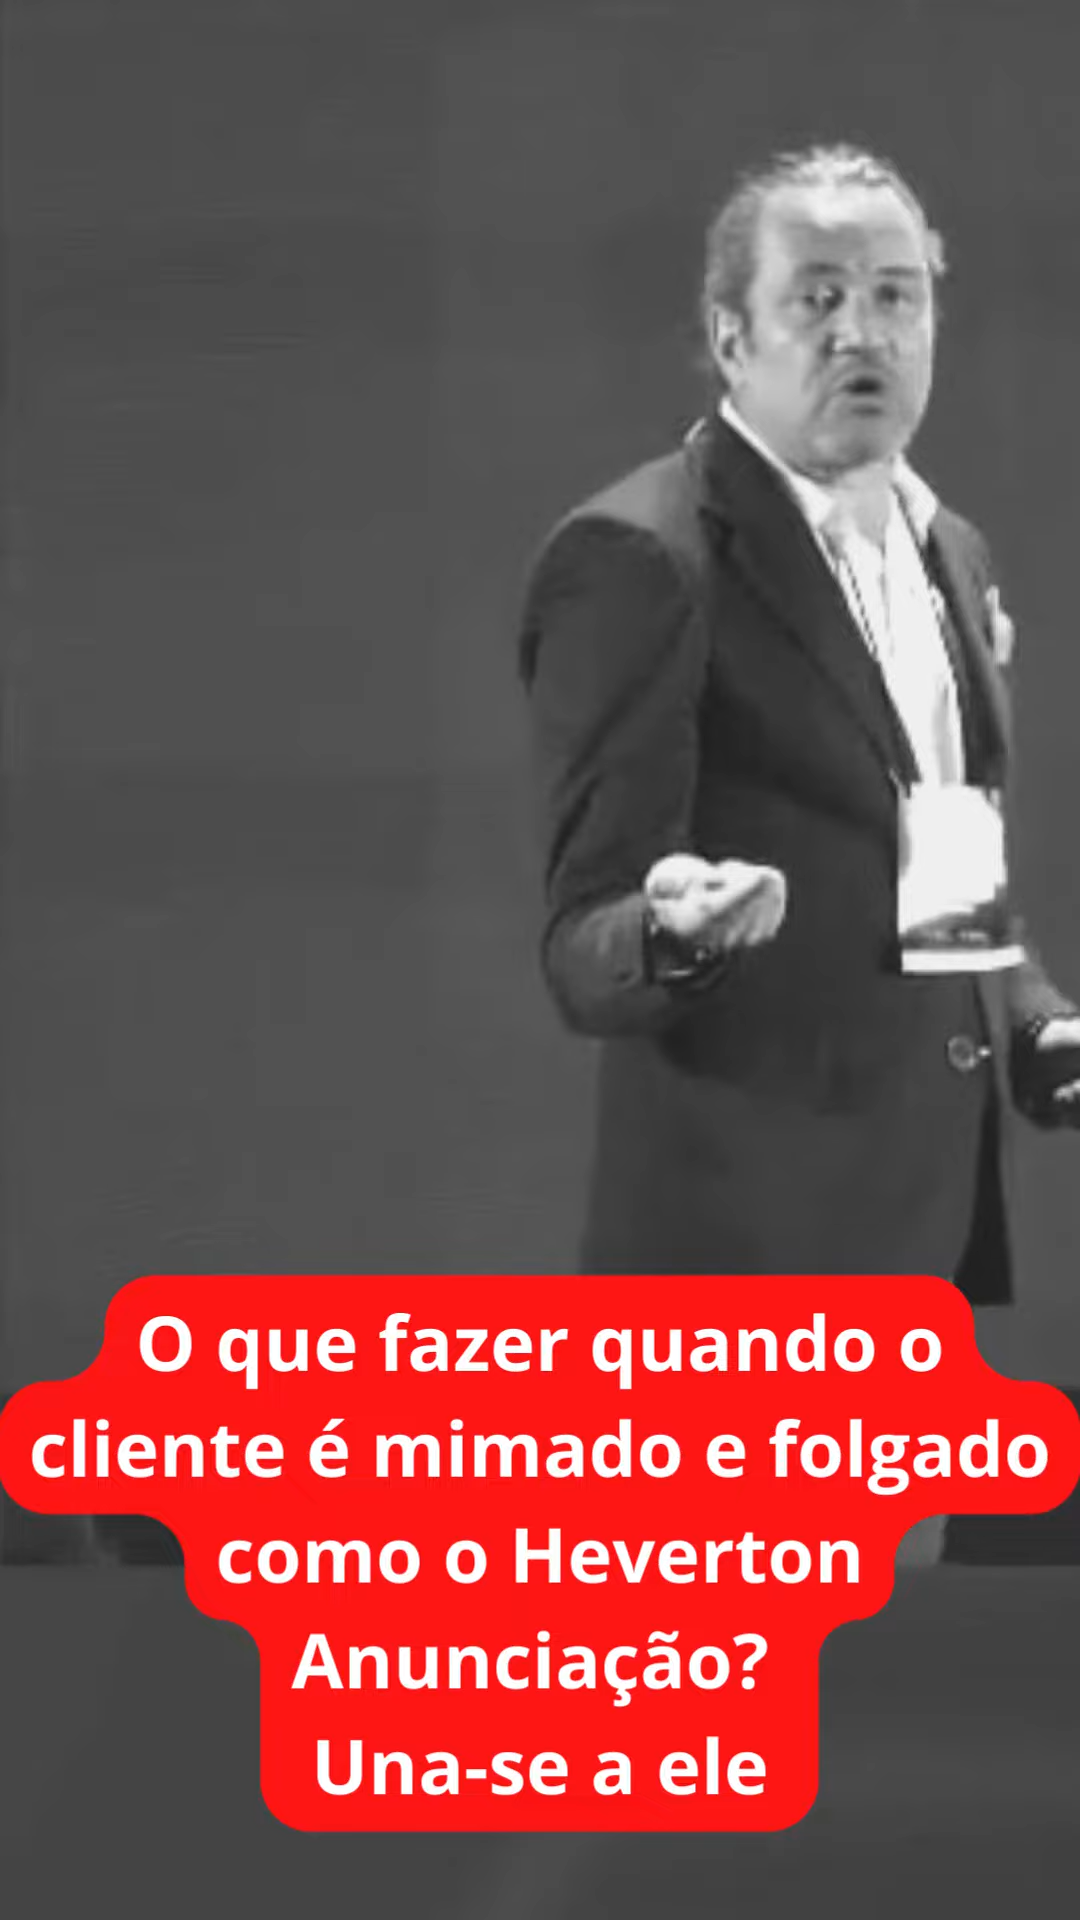 O que fazer quando o
cliente é mimado e folgado
como o Heverton
Anunciação?
Una-se a ele